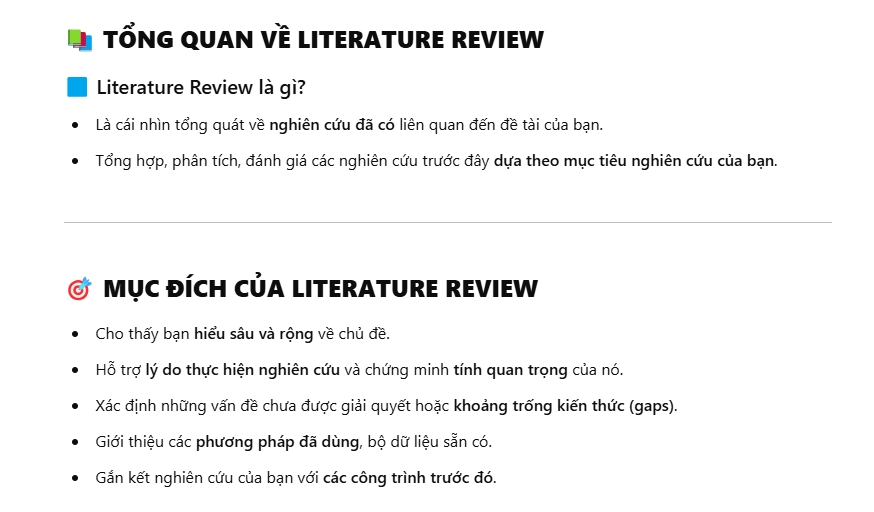 TỔNG QUAN VỀ LITERATURE REVIEW
Literature Review là gì?
Là cái nhìn tổng quát về nghiên cứu đã có liên quan đến đề tài của bạn.
Tổng hợp, phân tích, đánh giá các nghiên cứu trước đây dựa theo mục tiêu nghiên cứu của bạn.
MỤC ĐÍCH CỦA LITERATURE REVIEW
Cho thấy bạn hiểu sâu và rộng về chủ đề.
Hỗ trợ lý do thực hiện nghiên cứu và chứng minh tính quan trọng của nó.
Xác định những vấn đề chưa được giải quyết hoặc khoảng trống kiến thức (gaps).
Giới thiệu các phương pháp đã dùng, bộ dữ liệu sẵn có.
Gắn kết nghiên cứu của bạn với các công trình trước đó.